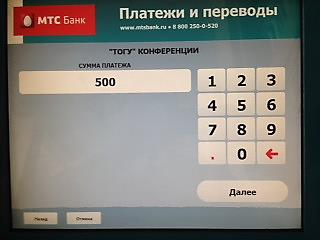 МТС Банк
Платежи и переводы
www.mtsbank.ru • 8 800 250-0-520
"ТОГУ" КОНФЕРЕНЦИИ
СУММА ПЛАТЕЖА
500
1 2 3
4 5 6
7 8 9
. 0 ←
Далее
Назад Отмена